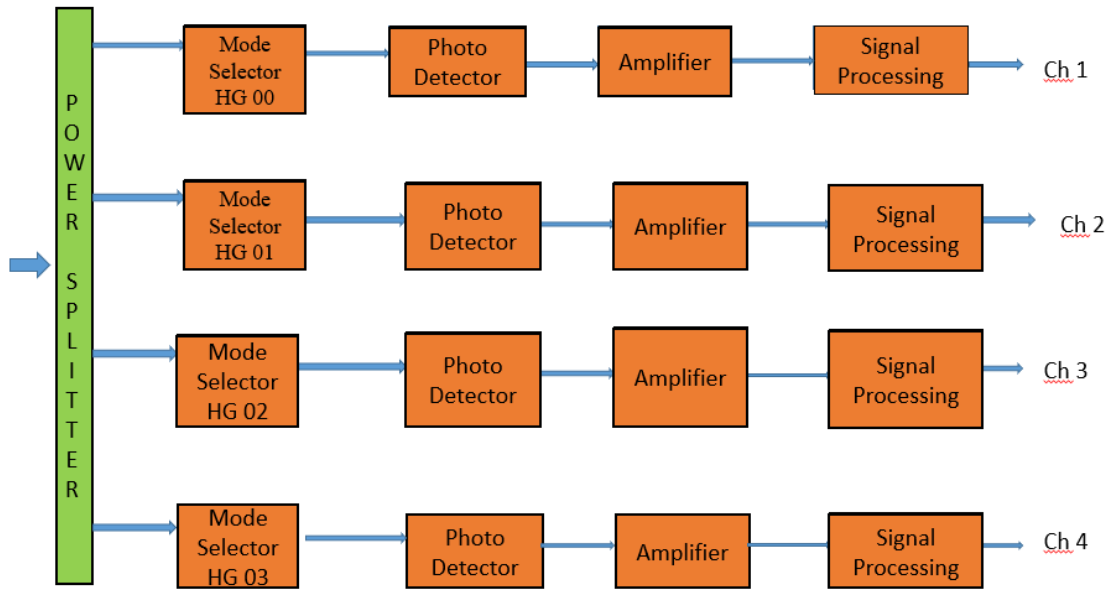 POWER SPLITTER
Mode
Selector
HG 00
Photo
Detector
Amplifier
Signal
Processing
Ch 1
Mode
Selector
HG 01
Photo
Detector
Amplifier
Signal
Processing
Ch 2
Mode
Selector
HG 02
Photo
Detector
Amplifier
Signal
Processing
Ch 3
Mode
Selector
HG 03
Photo
Detector
Amplifier
Signal
Processing
Ch 4